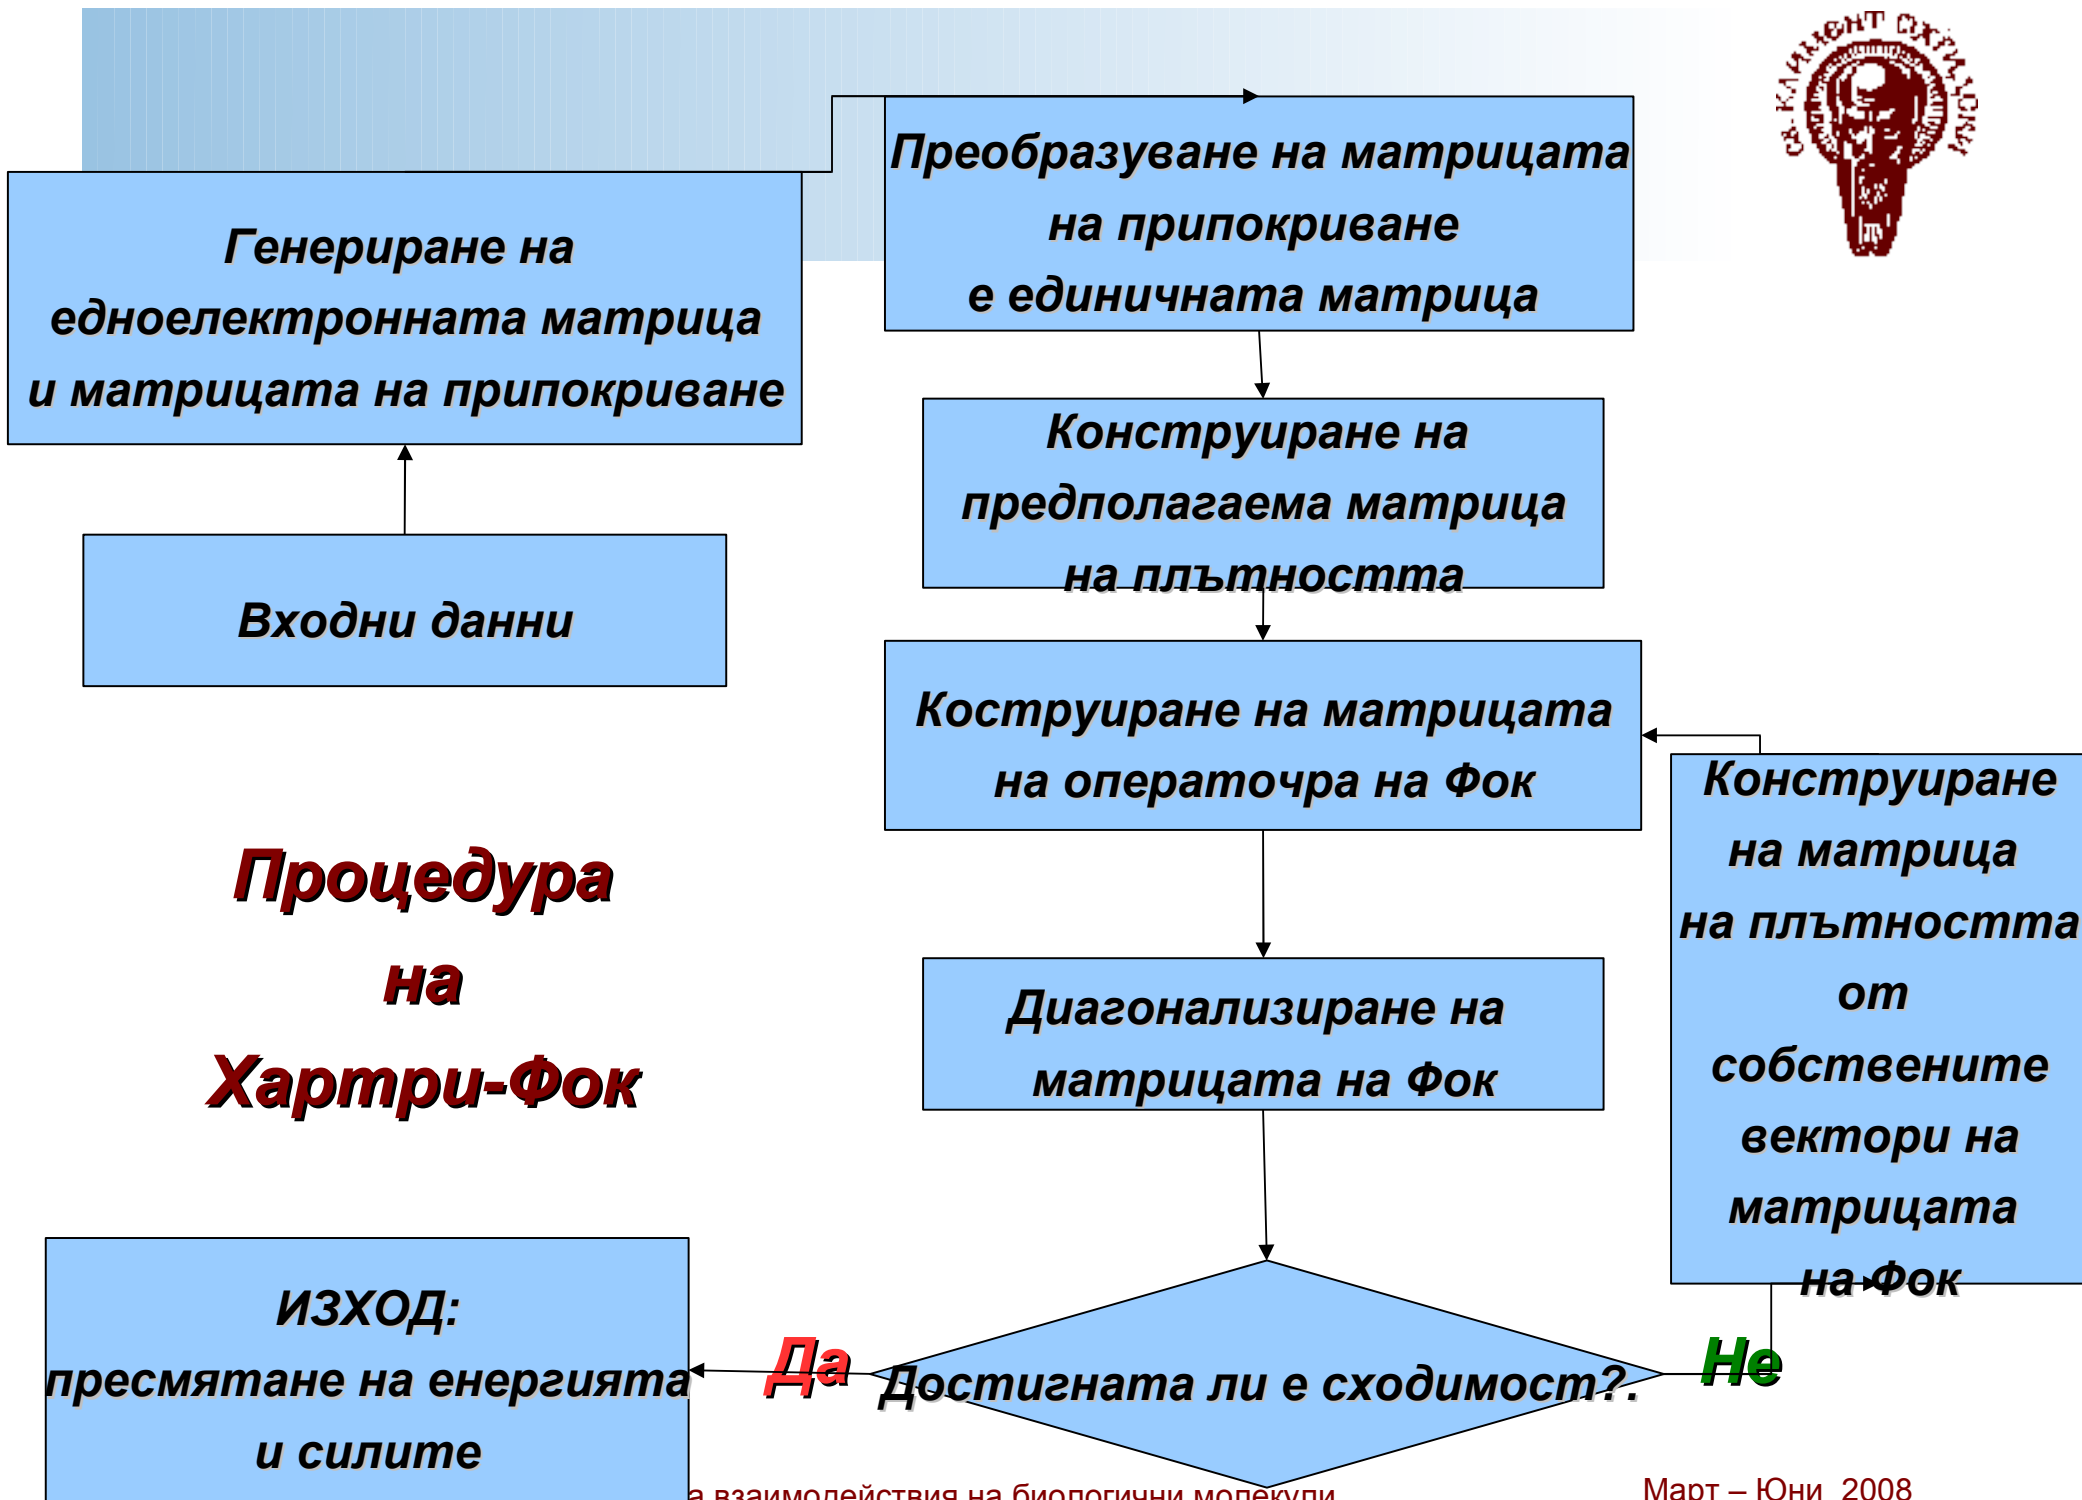 СВ. КЛИМЕНТ ОХРИДСКИ
Преобразуване на матрицата
на припокриване
е единичната матрица
Генериране на
едноелектронната матрица
и матрицата на припокриване
Конструиране на
предполагаема матрица
на плътността
Входни данни
Коструиране на матрицата
на операточра на Фок
Конструиране
на матрица
на плътността
от
собствените
вектори на
матрицата
на Фок
Процедура
на
Хартри-Фок
Диагонализиране на
матрицата на Фок
ИЗХОД:
пресмятане на енергията
и силите
Да
Достигната ли е сходимост?.
Не
а взаимодействия на биологични молекули
Март – Юни 2008